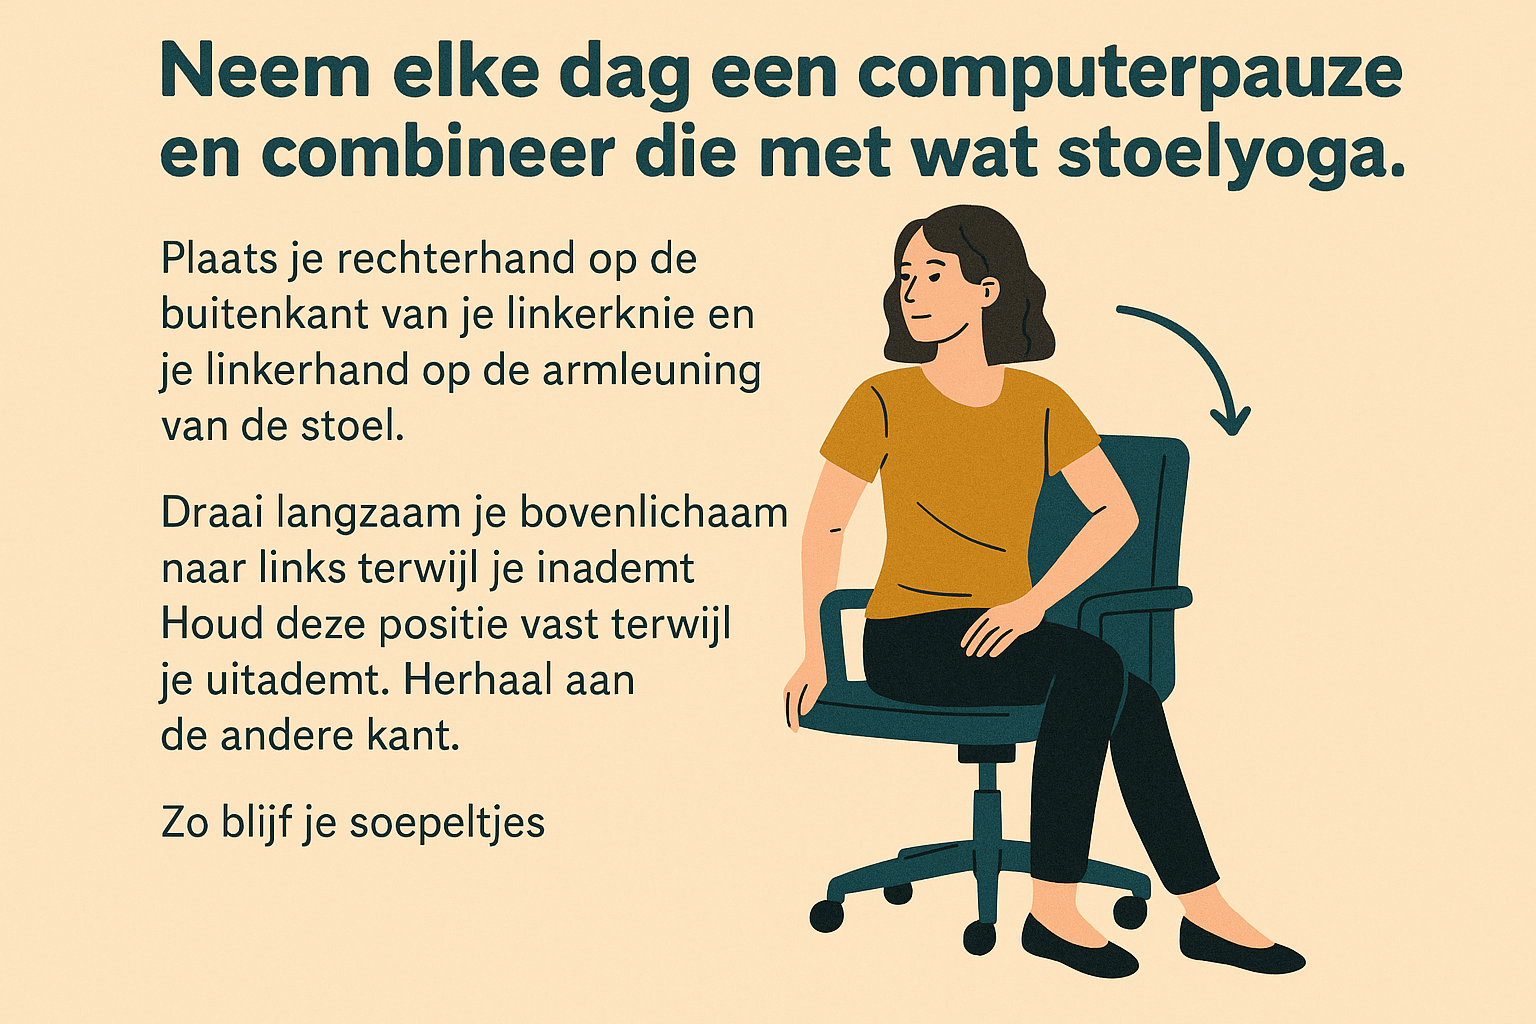 Neem elke dag een computerpauze
en combineer die met wat stoelyoga.
Plaats je rechterhand op de
buitenkant van je linkerknie en
je linkerhand op de armleuning
van de stoel.
Draai langzaam je bovenlichaam
naar links terwijl je inademt
Houd deze positie vast terwijl
je uitademt. Herhaal aan
de andere kant.
Zo blijf je soepeltjes